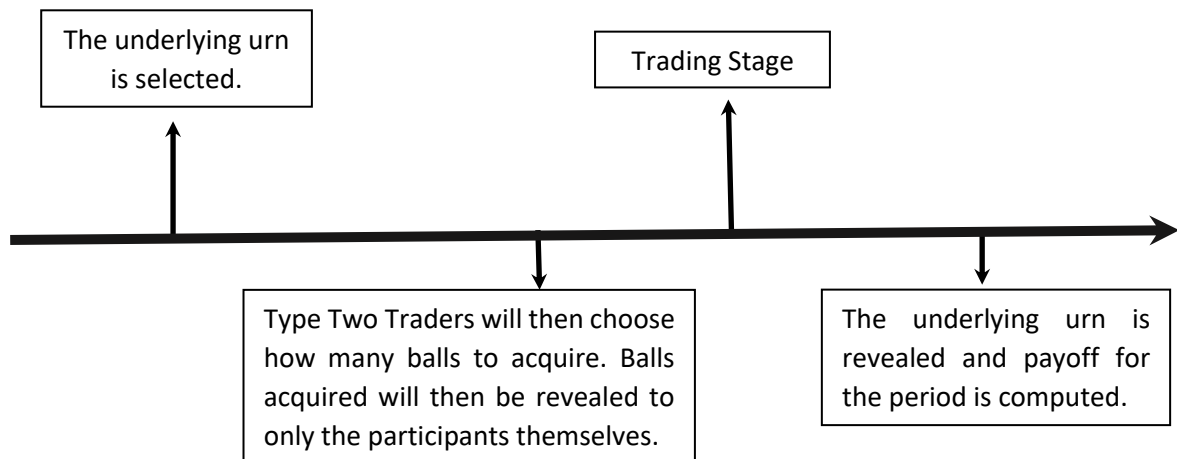 The underlying urn
is selected.
Trading Stage
Type Two Traders will then choose
how many balls to acquire. Balls
acquired will then be revealed to
only the participants themselves.
The underlying urn is
revealed and payoff for
the period is computed.